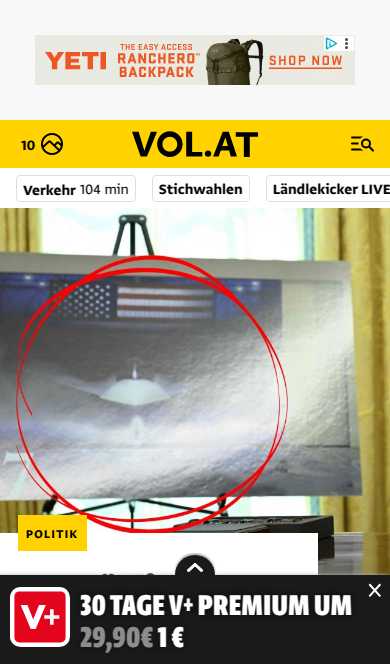 YETI
THE EASY ACCESS
RANCHERO™
BACKPACK
SHOP NOW
10
VOL.AT
Verkehr 104 min
Stichwahlen
Ländlekicker LIVE
POLITIK
V+
30 TAGE V+ PREMIUM UM
29,90€ 1 €